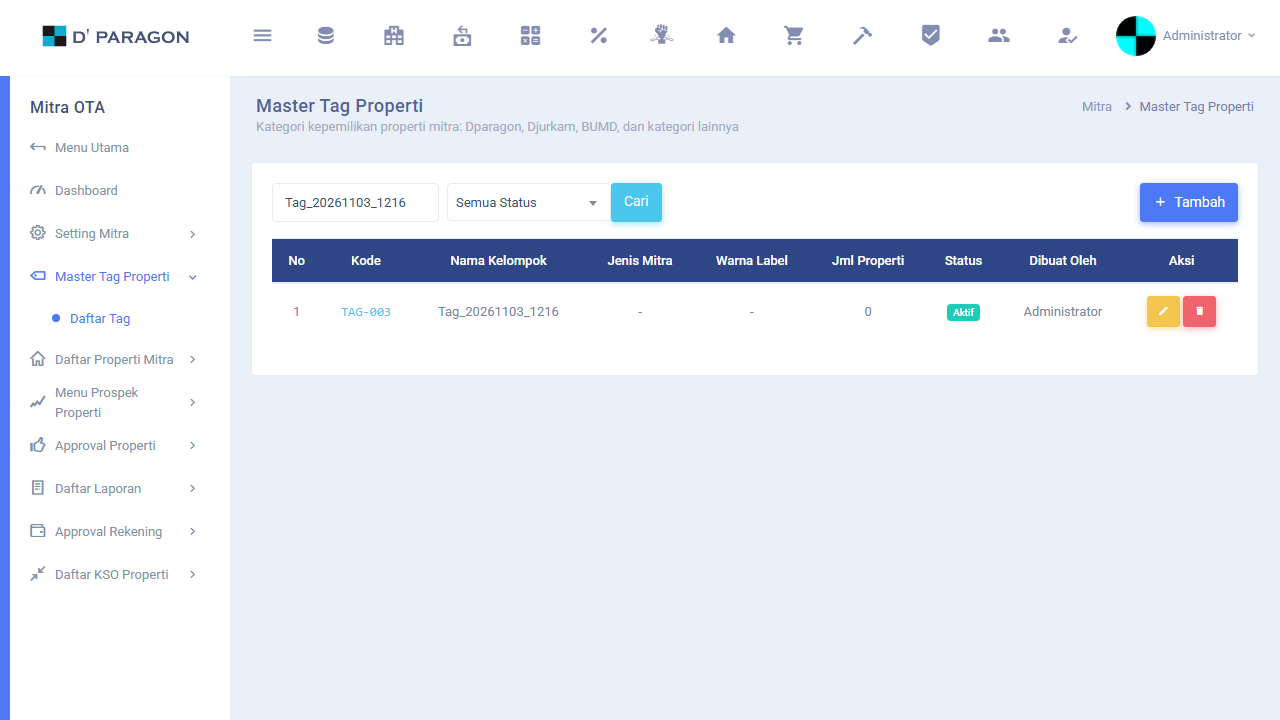 D' PARAGON
Administrator
Mitra OTA
Menu Utama
Dashboard
Setting Mitra
Master Tag Properti
Daftar Tag
Daftar Properti Mitra
Menu Prospek
Properti
Approval Properti
Daftar Laporan
Approval Rekening
Daftar KSO Properti
Master Tag Properti
Kategori kepemilikan properti mitra: Dparagon, Djurkam, BUMD, dan kategori lainnya
Mitra > Master Tag Properti
Tag_20261103_1216 Semua Status Cari + Tambah
No Kode Nama Kelompok Jenis Mitra Warna Label Jml Properti Status Dibuat Oleh Aksi
1 TAG-003 Tag_20261103_1216 - - 0 Aktif Administrator